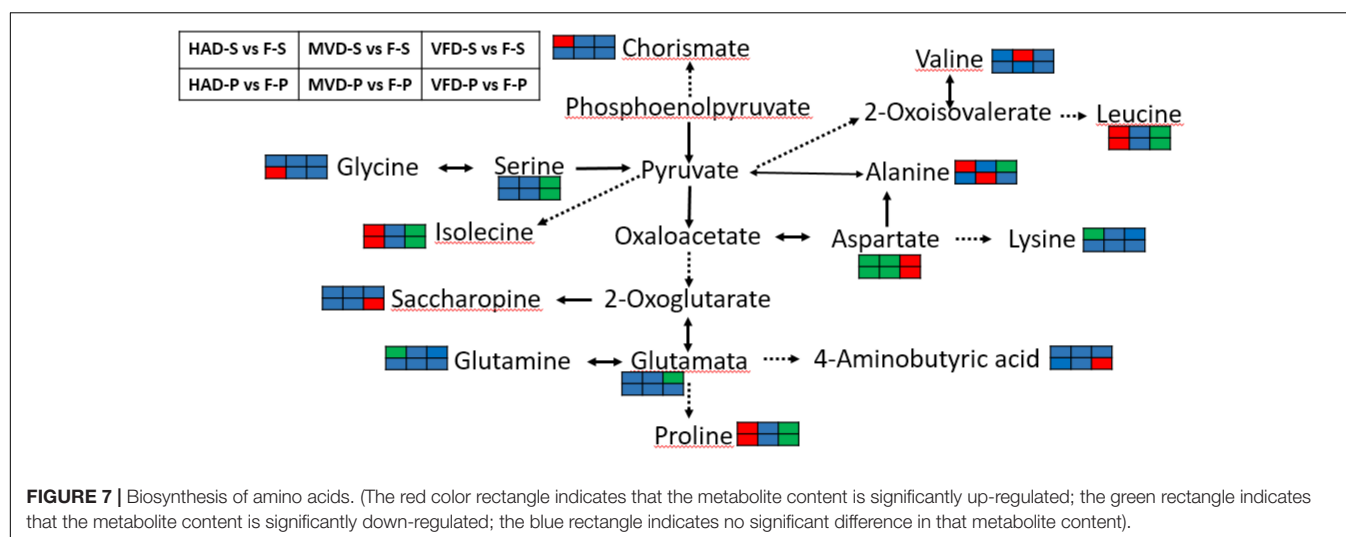 HAD-S vs F-S MVD-S vs F-S VFD-S vs F-S
HAD-P vs F-P MVD-P vs F-P VFD-P vs F-P
Chorismate
Valine
Phosphoenolpyruvate
2-Oxoisovalerate
Leucine
Glycine
Serine
Pyruvate
Alanine
Isolecine
Oxaloacetate
Aspartate
Lysine
Saccharopine
2-Oxoglutarate
Glutamine
Glutamata
4-Aminobutyric acid
Proline
FIGURE 7 | Biosynthesis of amino acids. (The red color rectangle indicates that the metabolite content is significantly up-regulated; the green rectangle indicates
that the metabolite content is significantly down-regulated; the blue rectangle indicates no significant difference in that metabolite content).